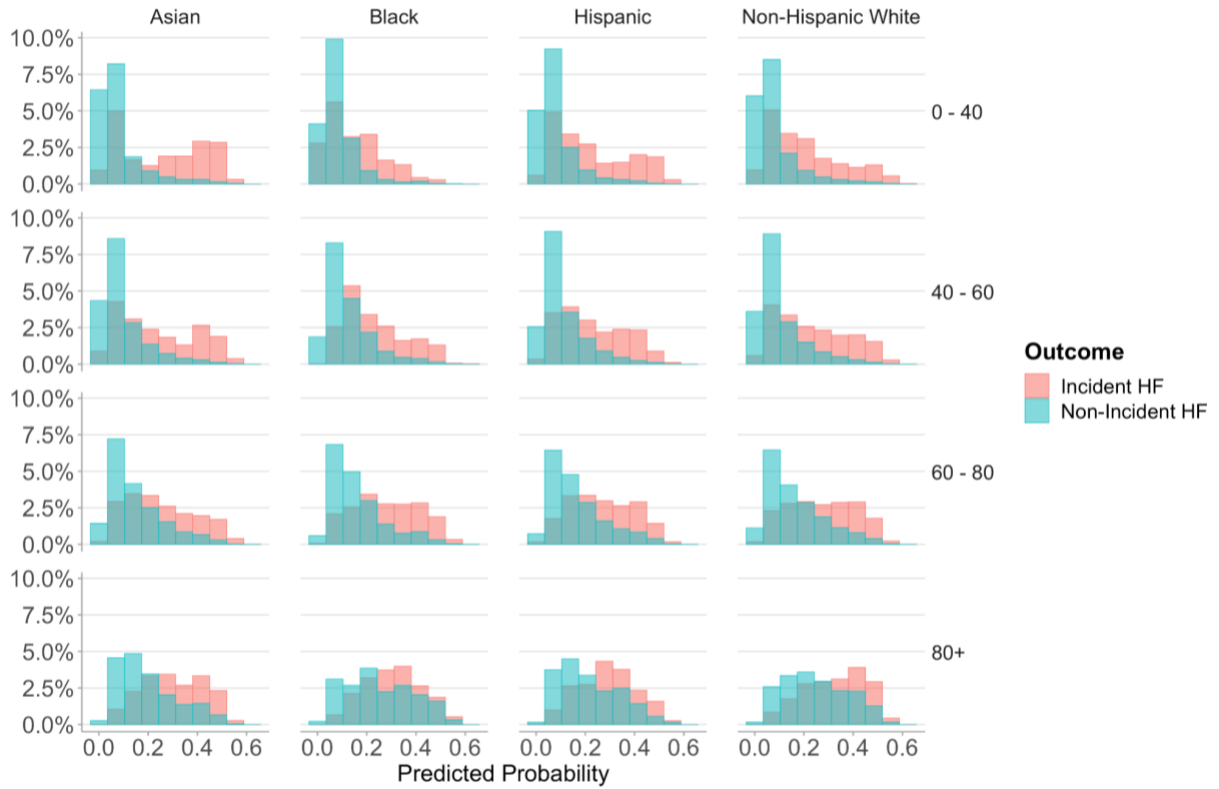 Asian Black Hispanic Non-Hispanic White
10.0%
7.5%
5.0% 0 - 40
2.5%
0.0%
10.0%
7.5%
5.0% 40 - 60
2.5%
0.0%
Outcome
Incident HF
Non-Incident HF
10.0%
7.5%
5.0% 60 - 80
2.5%
0.0%
10.0%
7.5%
5.0% 80+
2.5%
0.0%
0.0 0.2 0.4 0.6 0.0 0.2 0.4 0.6 0.0 0.2 0.4 0.6 0.0 0.2 0.4 0.6
Predicted Probability